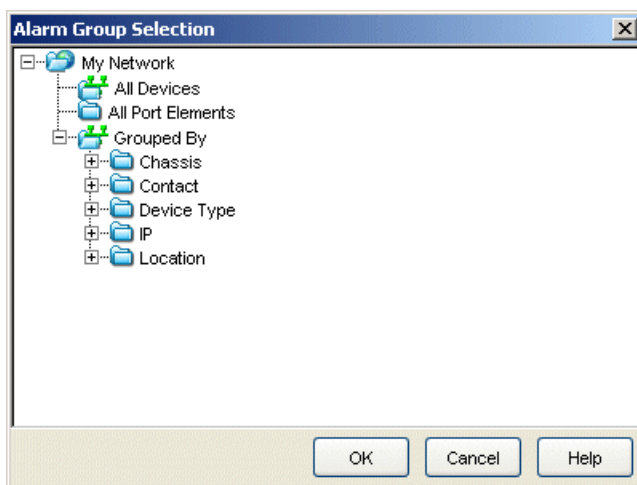 Alarm Group Selection
My Network
All Devices
All Port Elements
Grouped By
Chassis
Contact
Device Type
IP
Location
OK Cancel Help